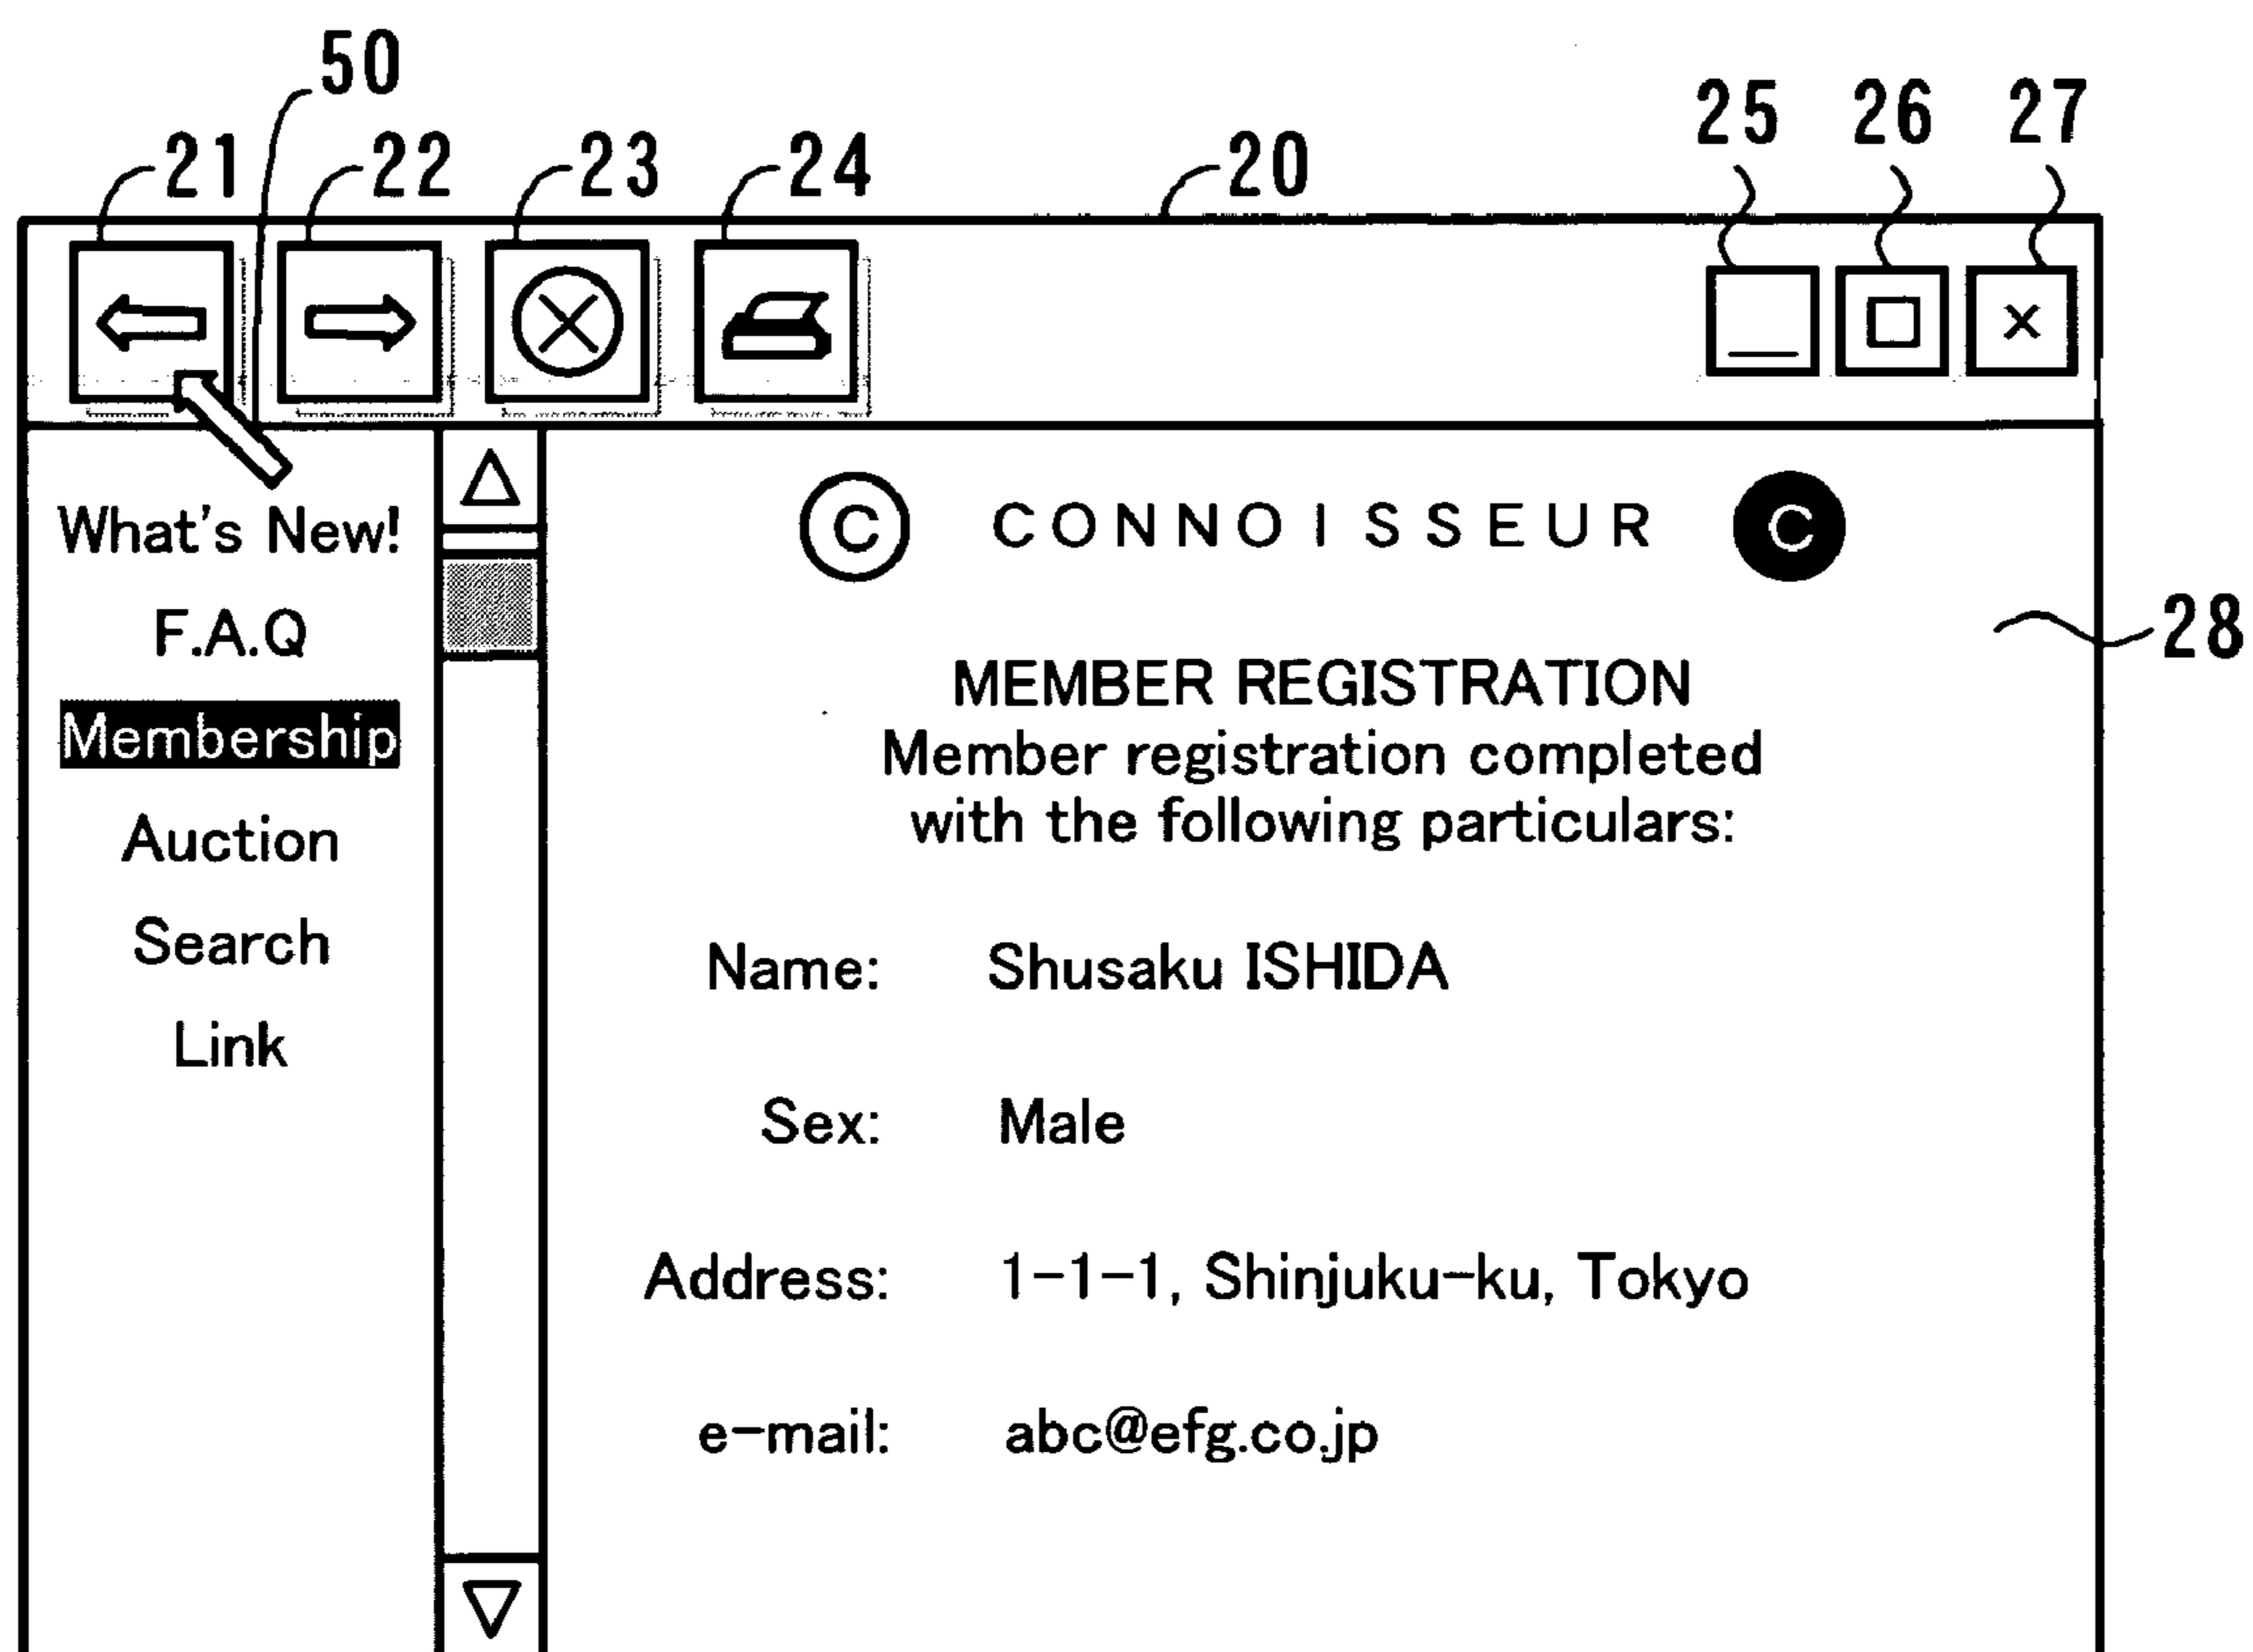 50
25 26 27
21 22 23 24 20
C CONNOISSEUR C
28
What's New!
F.A.Q
Membership
Auction
Search
Link
MEMBER REGISTRATION
Member registration completed
with the following particulars:
Name: Shusaku ISHIDA
Sex: Male
Address: 1-1-1, Shinjuku-ku, Tokyo
e-mail: abc@efg.co.jp